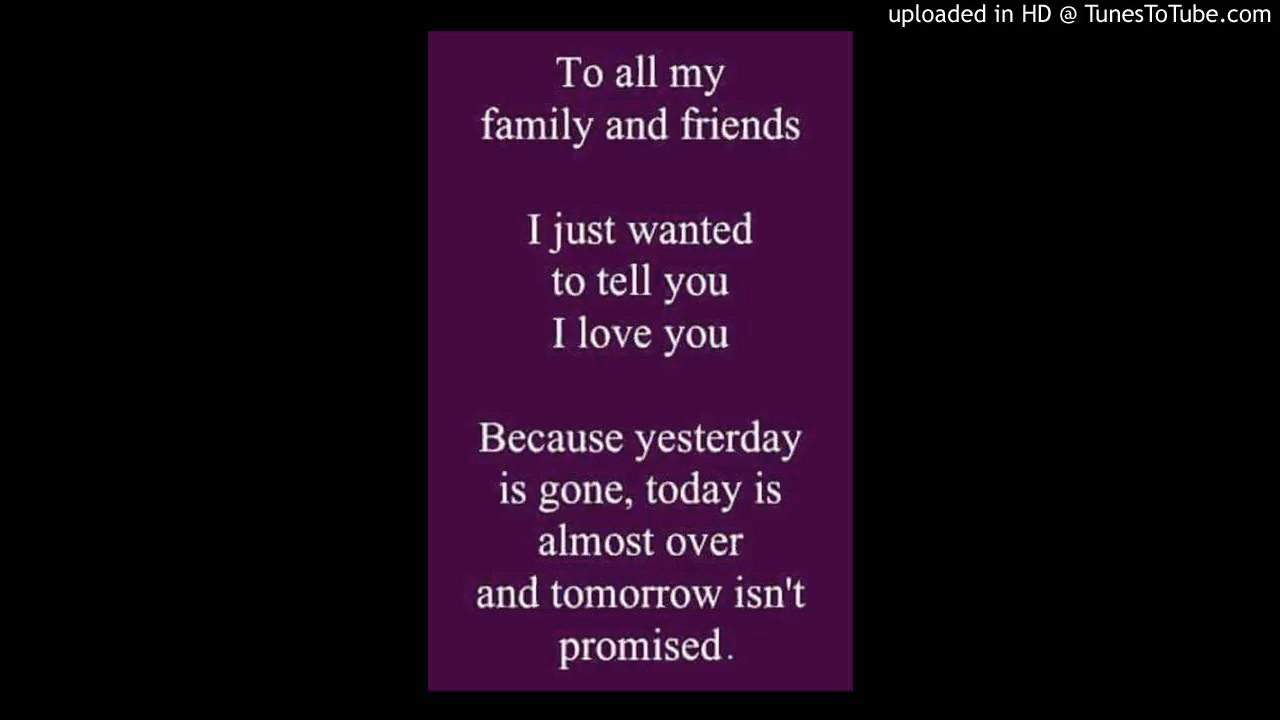 uploaded in HD @ TunesToTube.com
To all my
family and friends
I just wanted
to tell you
I love you
Because yesterday
is gone, today is
almost over
and tomorrow isn't
promised.